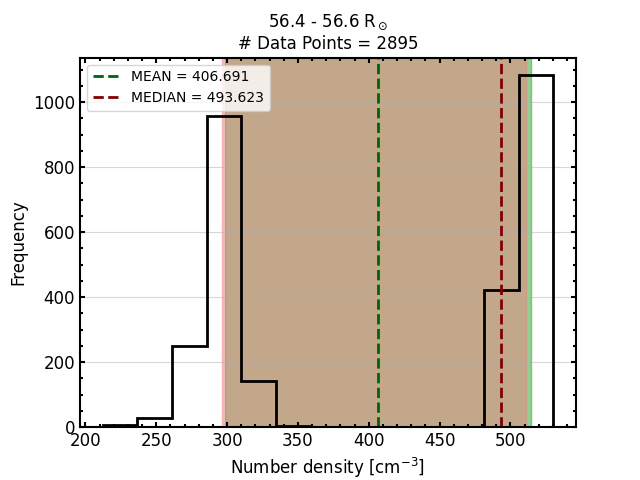 56.4 - 56.6 R⊙
# Data Points = 2895
MEAN = 406.691
MEDIAN = 493.623
Frequency
1000
800
600
400
200
0
200 250 300 350 400 450 500
Number density [cm⁻³]